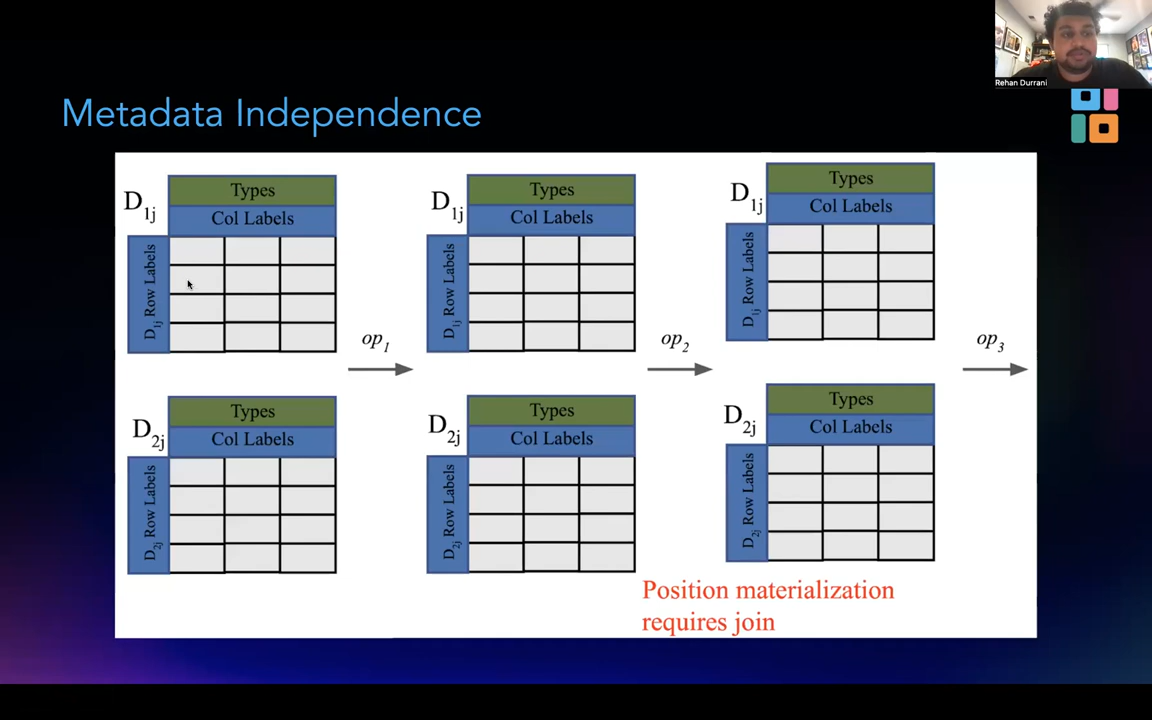 Rehan Durrani
Metadada Independence
D1j
Types
Col Labels
D1j Row Labels
D1j
Types
Col Labels
D1j Row Labels
D1j
Types
Col Labels
D1j Row Labels
op1
op2
op3
D2j
Types
Col Labels
D2j Row Labels
D2j
Types
Col Labels
D2j Row Labels
D2j
Types
Col Labels
D2j Row Labels
Position materialization
requires join